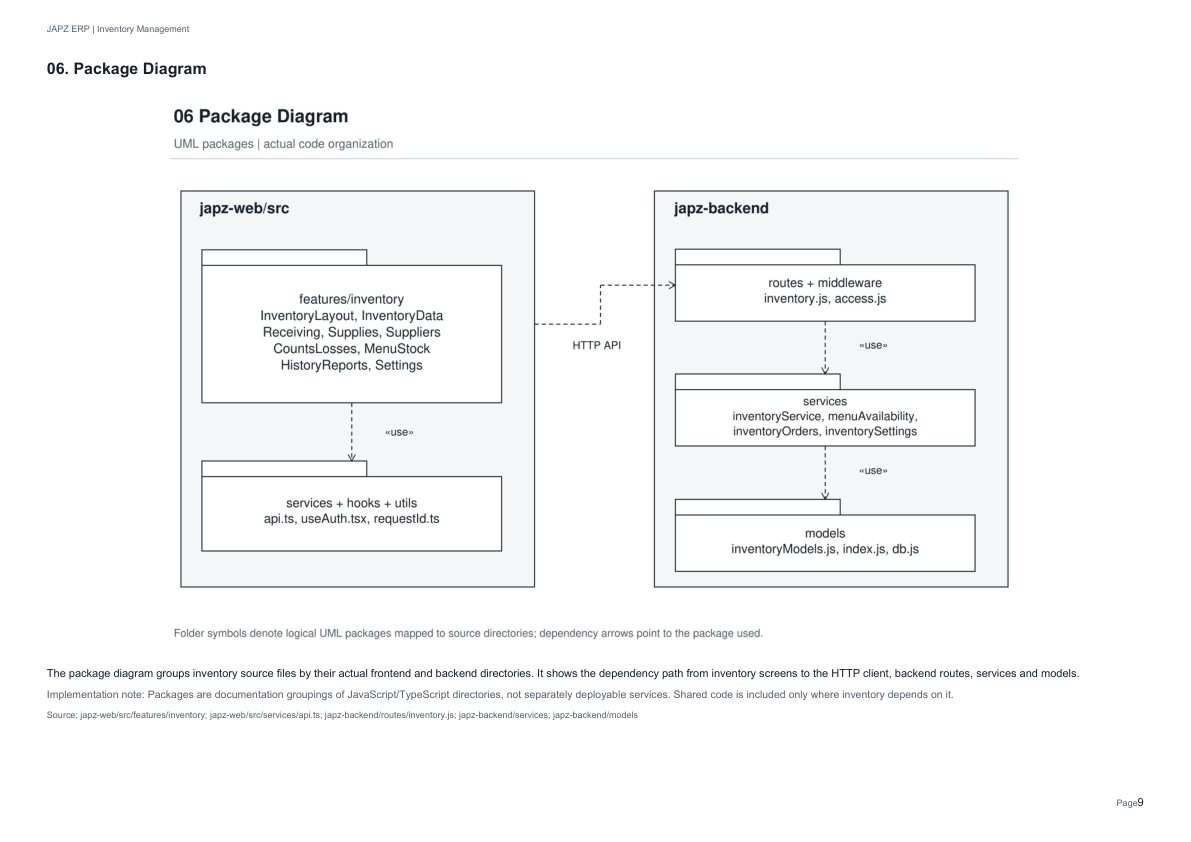 JAPZ ERP | Inventory Management
06. Package Diagram
06 Package Diagram
UML packages | actual code organization
japz-web/src
features/inventory
InventoryLayout, InventoryData
Receiving, Supplies, Suppliers
CountsLosses, MenuStock
HistoryReports, Settings
«use»
services + hooks + utils
api.ts, useAuth.tsx, requestId.ts
HTTP API
japz-backend
routes + middleware
inventory.js, access.js
«use»
services
inventoryService, menuAvailability,
inventoryOrders, inventorySettings
«use»
models
inventoryModels.js, index.js, db.js
Folder symbols denote logical UML packages mapped to source directories; dependency arrows point to the package used.
The package diagram groups inventory source files by their actual frontend and backend directories. It shows the dependency path from inventory screens to the HTTP client, backend routes, services and models.
Implementation note: Packages are documentation groupings of JavaScript/TypeScript directories, not separately deployable services. Shared code is included only where inventory depends on it.
Source: japz-web/src/features/inventory; japz-web/src/services/api.ts; japz-backend/routes/inventory.js; japz-backend/services; japz-backend/models
Page9